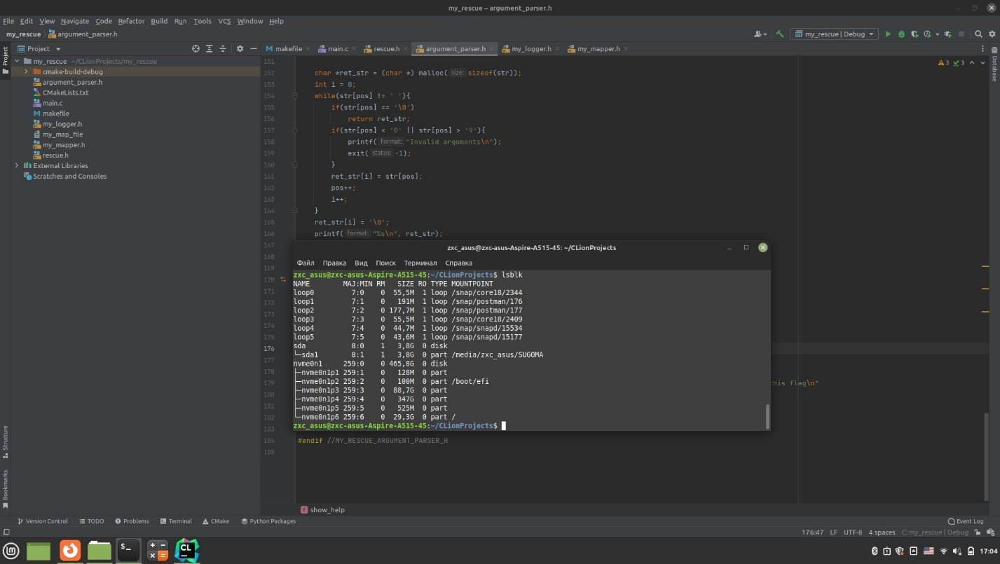 my_rescue – argument_parser.h
File Edit View Navigate Code Refactor Build Run Tools VCS Window Help
my_rescue argument_parser.h
my_rescue | Debug
Project
Project
makefile main.c rescue.h argument_parser.h my_logger.h my_mapper.h
my_rescue ~/CLionProjects/my_rescue
cmake-build-debug
argument_parser.h
CMakeLists.txt
main.c
makefile
my_logger.h
my_map_file
my_mapper.h
rescue.h
External Libraries
Scratches and Consoles
Database
3 3
151
152 char *ret_str = (char *) malloc( size: sizeof(str));
153 int i = 0;
154 while(str[pos] != ' '){
155 if(str[pos] == '\0')
156 return ret_str;
157 if(str[pos] < '0' || str[pos] > '9'){
158 printf( format: "Invalid arguments\n");
159 exit( status: -1);
160 }
161 ret_str[i] = str[pos];
162 pos++;
163 i++;
164 }
165 ret_str[i] = '\0';
166 printf( format: "%s\n", ret_str);
167
168
169
170
171
172
173
174
175
176
177
178
179 his flag\n"
180
181
182
183
184 #endif //MY_RESCUE_ARGUMENT_PARSER_H
185
zxc_asus@zxc-asus-Aspire-A515-45: ~/CLionProjects
Файл Правка Вид Поиск Терминал Справка
zxc_asus@zxc-asus-Aspire-A515-45:~/CLionProjects$ lsblk
NAME MAJ:MIN RM SIZE RO TYPE MOUNTPOINT
loop0 7:0 0 55,5M 1 loop /snap/core18/2344
loop1 7:1 0 191M 1 loop /snap/postman/176
loop2 7:2 0 177,7M 1 loop /snap/postman/177
loop3 7:3 0 55,5M 1 loop /snap/core18/2409
loop4 7:4 0 44,7M 1 loop /snap/snapd/15534
loop5 7:5 0 43,6M 1 loop /snap/snapd/15177
sda 8:0 1 3,8G 0 disk
└─sda1 8:1 1 3,8G 0 part /media/zxc_asus/SUGOMA
nvme0n1 259:0 0 465,8G 0 disk
├─nvme0n1p1 259:1 0 128M 0 part
├─nvme0n1p2 259:2 0 100M 0 part /boot/efi
├─nvme0n1p3 259:3 0 88,7G 0 part
├─nvme0n1p4 259:4 0 347G 0 part
├─nvme0n1p5 259:5 0 525M 0 part
└─nvme0n1p6 259:6 0 29,3G 0 part /
zxc_asus@zxc-asus-Aspire-A515-45:~/CLionProjects$
Structure
Bookmarks
f show_help
Version Control TODO Problems Terminal CMake Python Packages Event Log
176:47 LF UTF-8 4 spaces C: my_rescue | Debug
CL
17:04